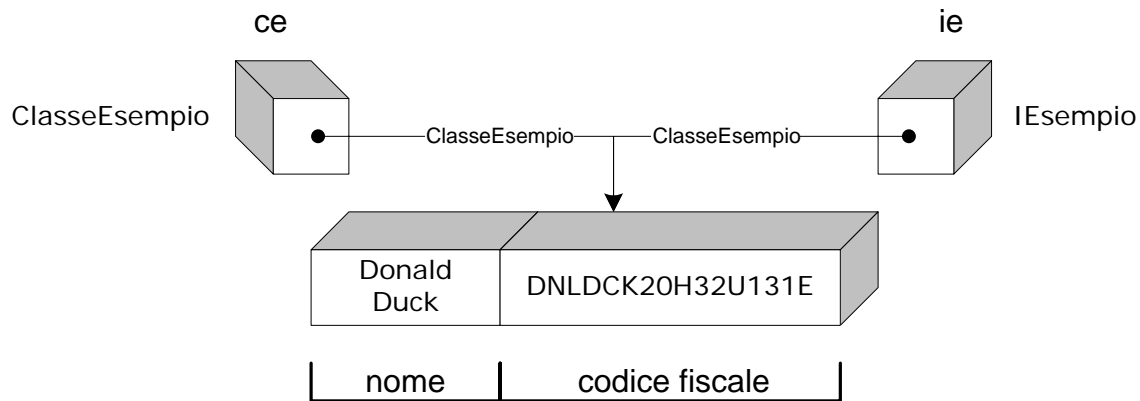 ce
ie
ClasseEsempio
IEsempio
ClasseEsempio
ClasseEsempio
Donald
Duck
DNLDCK20H32U131E
nome
codice fiscale